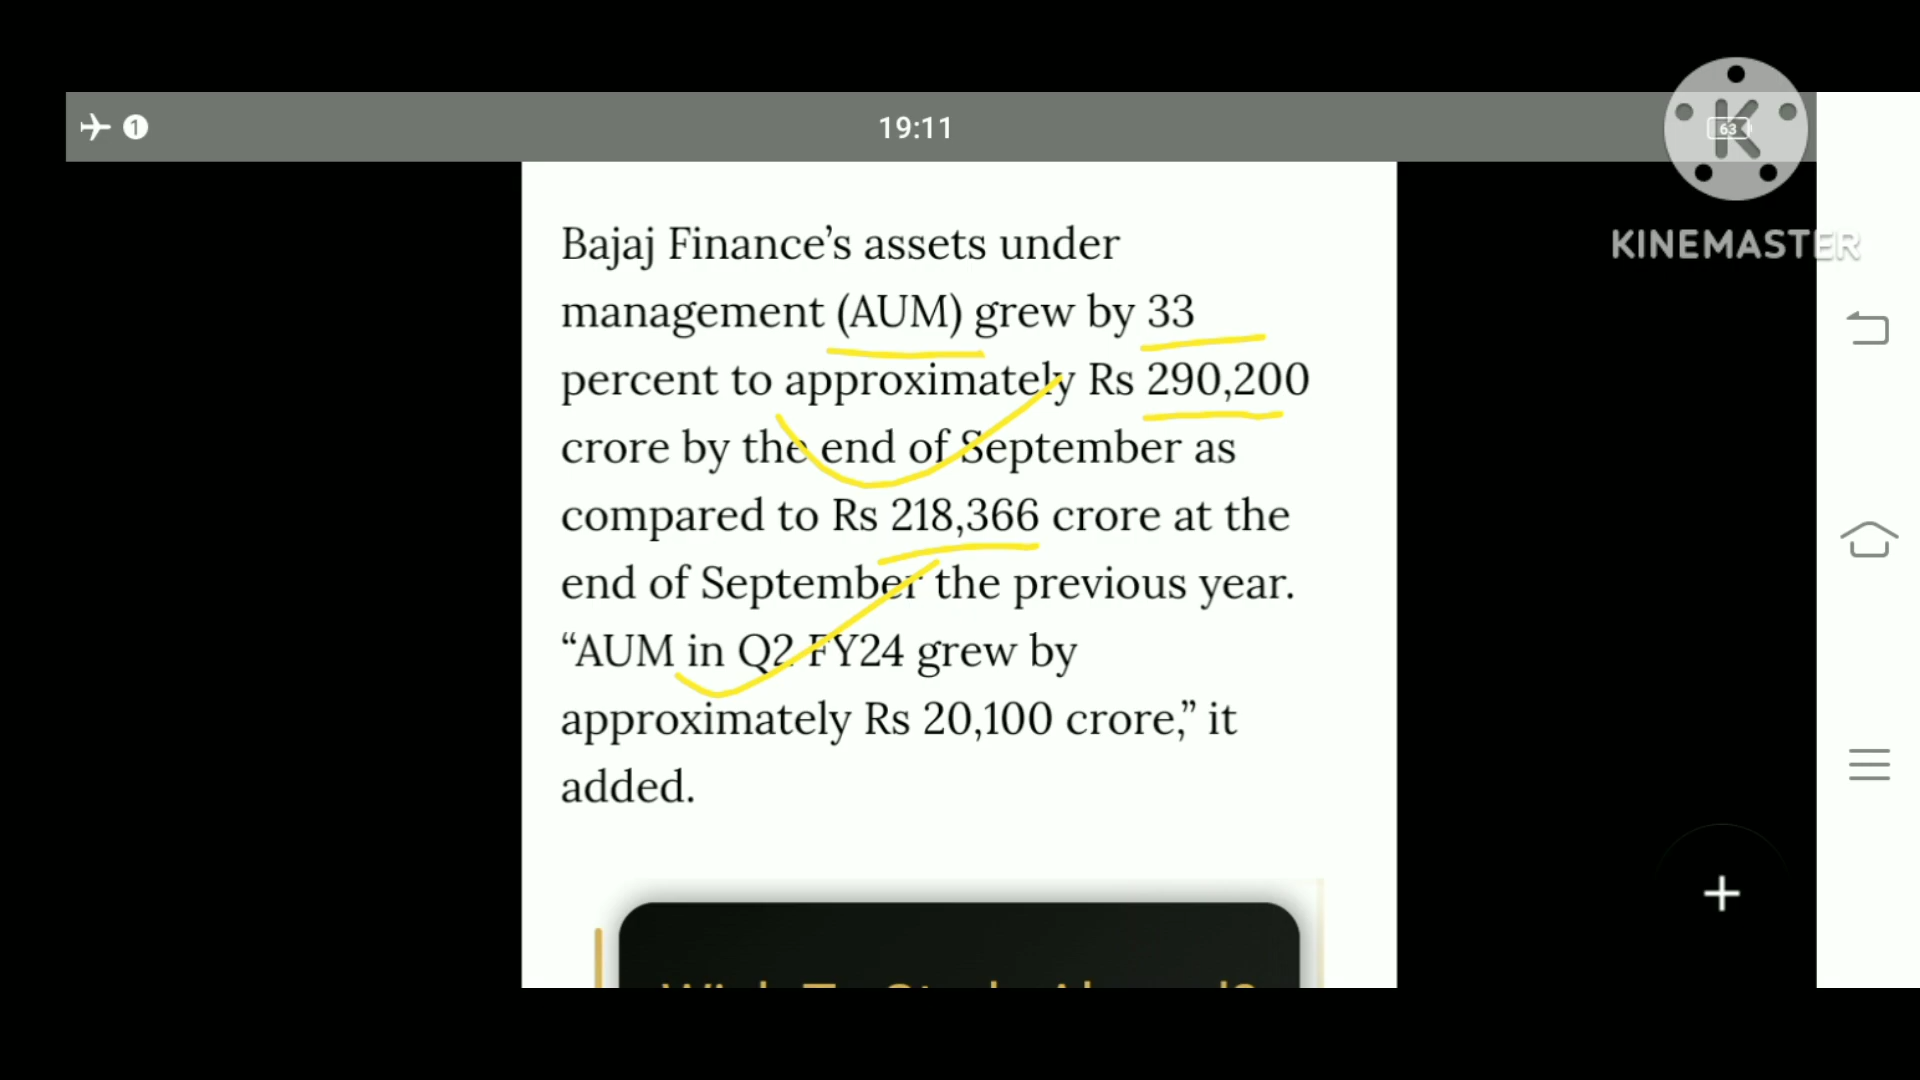 1
19:11
63
KINEMASTER
Bajaj Finance’s assets under
management (AUM) grew by 33
percent to approximately Rs 290,200
crore by the end of September as
compared to Rs 218,366 crore at the
end of September the previous year.
“AUM in Q2 FY24 grew by
approximately Rs 20,100 crore,” it
added.